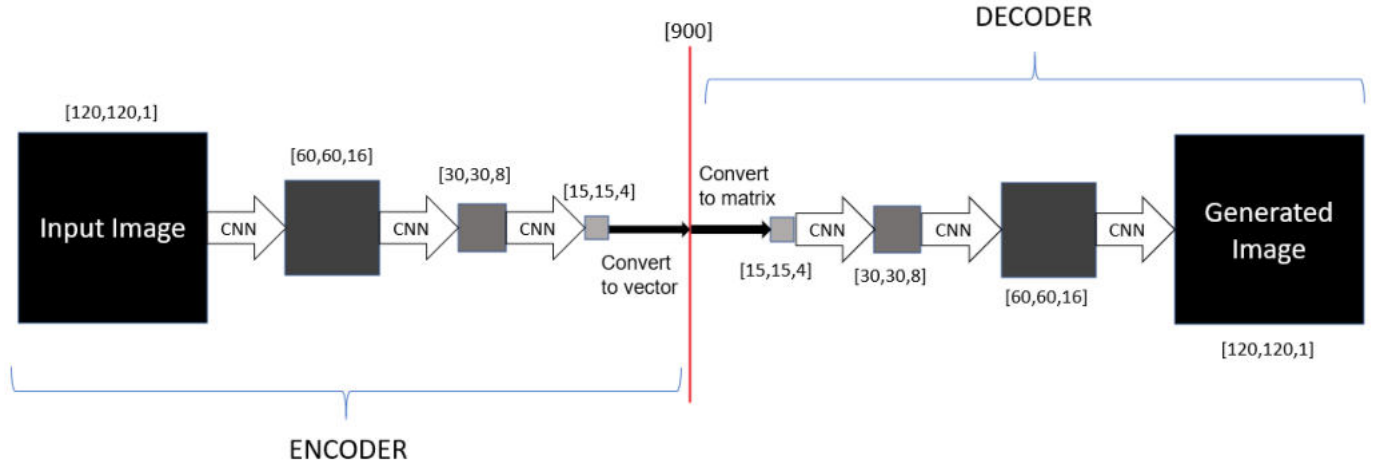 DECODER
[900]
[120,120,1]
[60,60,16]
[30,30,8]
[15,15,4]
Input Image
CNN
CNN
CNN
Convert
to vector
Convert
to matrix
[15,15,4]
CNN
[30,30,8]
CNN
[60,60,16]
CNN
Generated
Image
[120,120,1]
ENCODER